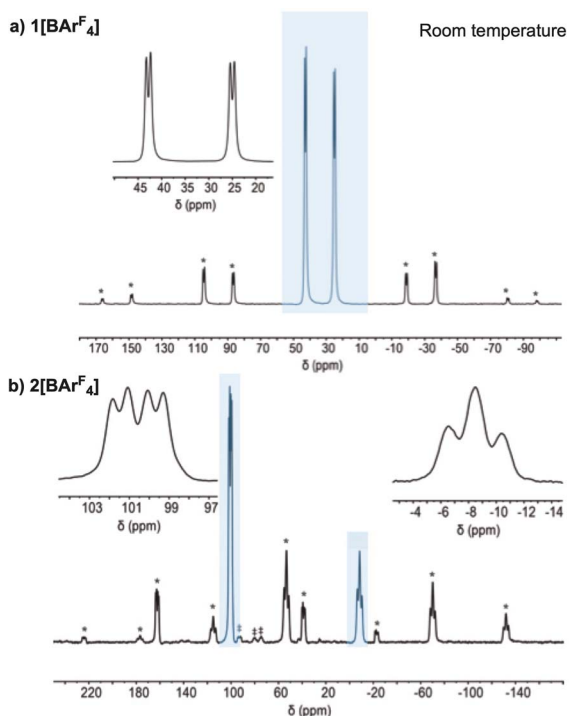 a) 1[BArF4]
Room temperature
45 40 35 30 25 20
δ (ppm)
* * * * * * * *
170 150 130 110 90 70 50 30 10 -10 -30 -50 -70 -90
δ (ppm)
b) 2[BArF4]
103 101 99 97
δ (ppm)
-4 -6 -8 -10 -12 -14
δ (ppm)
* * * * ‡ ‡ ‡ * * * * *
220 180 140 100 60 20 -20 -60 -100 -140
δ (ppm)